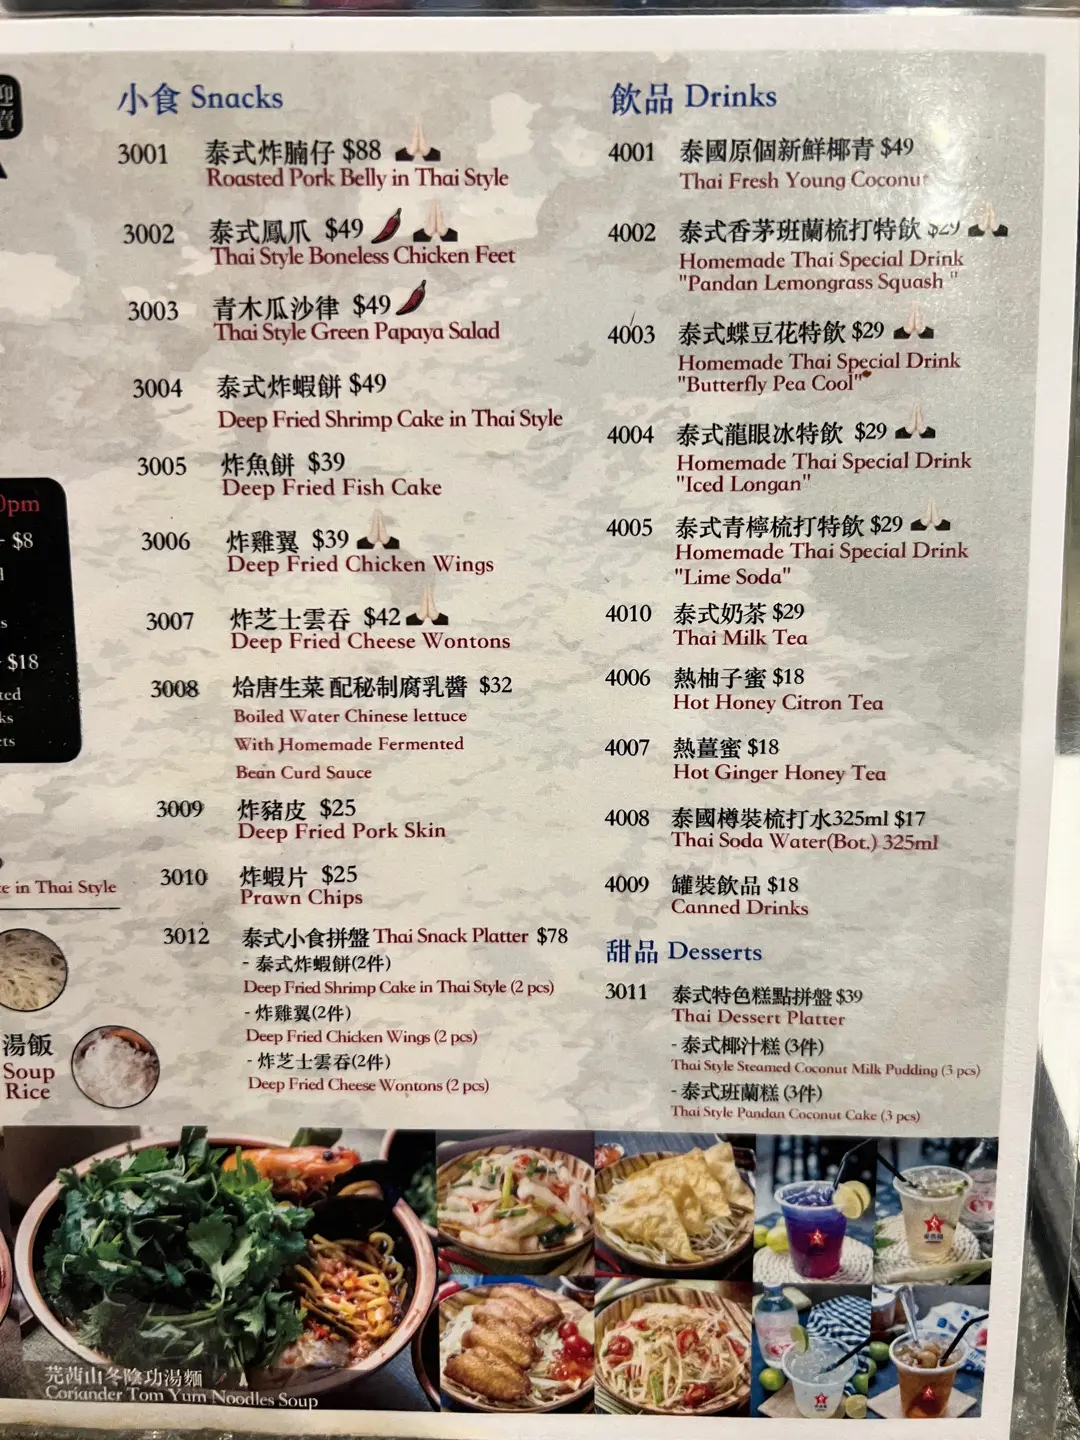 小食 Snacks
3001 泰式炸腩仔 $88
Roasted Pork Belly in Thai Style
3002 泰式鳳爪 $49
Thai Style Boneless Chicken Feet
3003 青木瓜沙律 $49
Thai Style Green Papaya Salad
3004 泰式炸蝦餅 $49
Deep Fried Shrimp Cake in Thai Style
3005 炸魚餅 $39
Deep Fried Fish Cake
3006 炸雞翼 $39
Deep Fried Chicken Wings
3007 炸芝士雲吞 $42
Deep Fried Cheese Wontons
3008 烚唐生菜 配秘制腐乳醬 $32
Boiled Water Chinese lettuce
With Homemade Fermented
Bean Curd Sauce
3009 炸豬皮 $25
Deep Fried Pork Skin
3010 炸蝦片 $25
Prawn Chips
3012 泰式小食拼盤 Thai Snack Platter $78
- 泰式炸蝦餅(2件)
Deep Fried Shrimp Cake in Thai Style (2 pcs)
- 炸雞翼(2件)
Deep Fried Chicken Wings (2 pcs)
- 炸芝士雲吞(2件)
Deep Fried Cheese Wontons (2 pcs)
飲品 Drinks
4001 泰國原個新鮮椰青 $49
Thai Fresh Young Coconut
4002 泰式香茅班蘭梳打特飲 $29
Homemade Thai Special Drink
"Pandan Lemongrass Squash "
4003 泰式蝶豆花特飲 $29
Homemade Thai Special Drink
"Butterfly Pea Cool"
4004 泰式龍眼冰特飲 $29
Homemade Thai Special Drink
"Iced Longan"
4005 泰式青檸梳打特飲 $29
Homemade Thai Special Drink
"Lime Soda"
4010 泰式奶茶 $29
Thai Milk Tea
4006 熱柚子蜜 $18
Hot Honey Citron Tea
4007 熱薑蜜 $18
Hot Ginger Honey Tea
4008 泰國樽裝梳打水325ml $17
Thai Soda Water(Bot.) 325ml
4009 罐裝飲品 $18
Canned Drinks
甜品 Desserts
3011 泰式特色糕點拼盤 $39
Thai Dessert Platter
- 泰式椰汁糕 (3件)
Thai Style Steamed Coconut Milk Pudding (3 pcs)
- 泰式班蘭糕 (3件)
Thai Style Pandan Coconut Cake (3 pcs)
0pm
- $8
$18
e in Thai Style
湯飯
Soup
Rice
芫茜山冬陰功湯麵
Coriander Tom Yum Noodles Soup